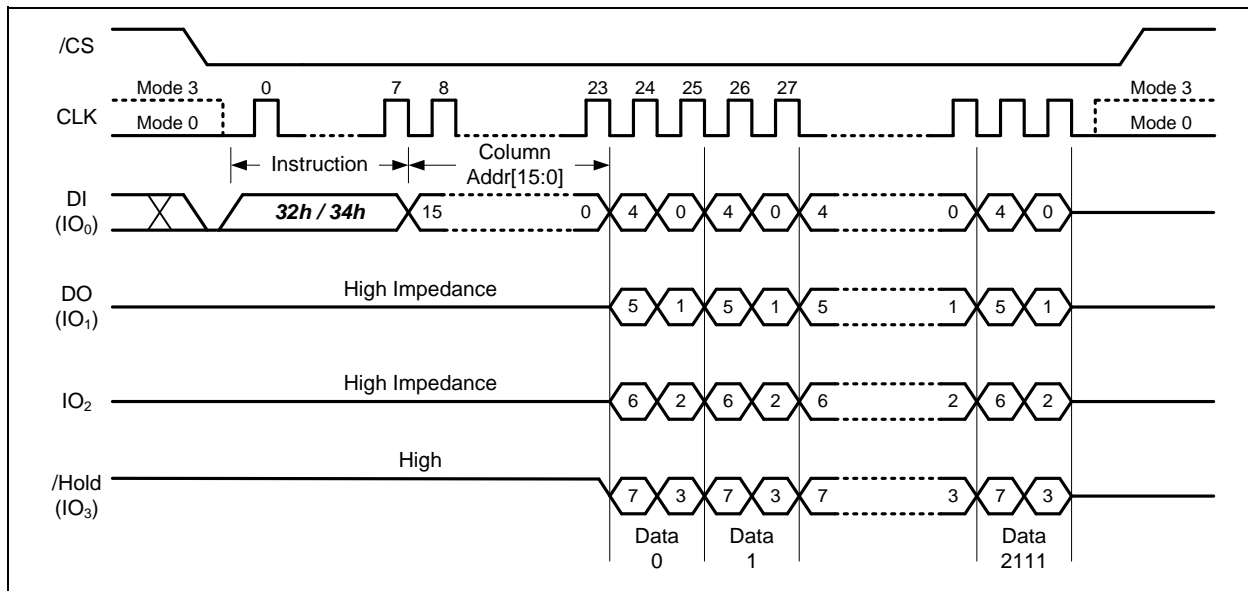 /CS
Mode 3 0 7 8 23 24 25 26 27 Mode 3
CLK
Mode 0 Mode 0
Instruction Column
Addr[15:0]
DI
(IO₀)
32h / 34h 15 0 4 0 4 0 4 0 4 0
High Impedance
DO
(IO₁)
5 1 5 1 5 1 5 1
High Impedance
IO₂ 6 2 6 2 6 2 6 2
High
/Hold
(IO₃)
7 3 7 3 7 3 7 3
Data Data Data
0 1 2111